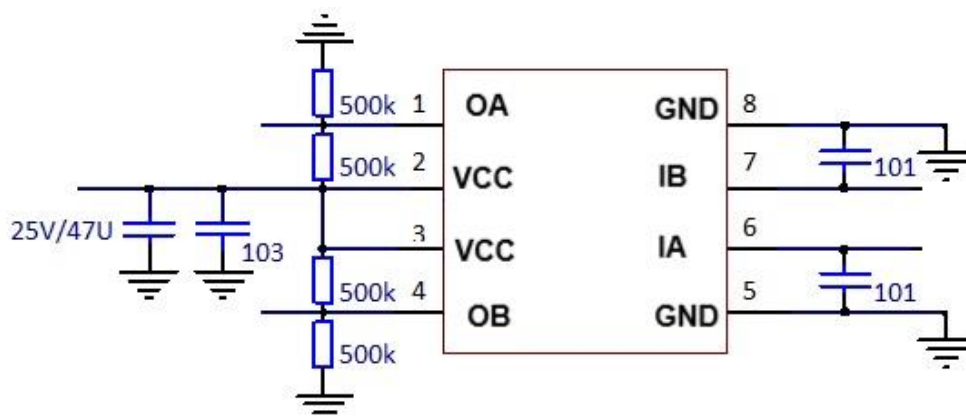 500k 1 OA GND 8
500k 2 VCC IB 7 101
25V/47U 103 3 VCC IA 6
500k 4 OB GND 5 101
500k